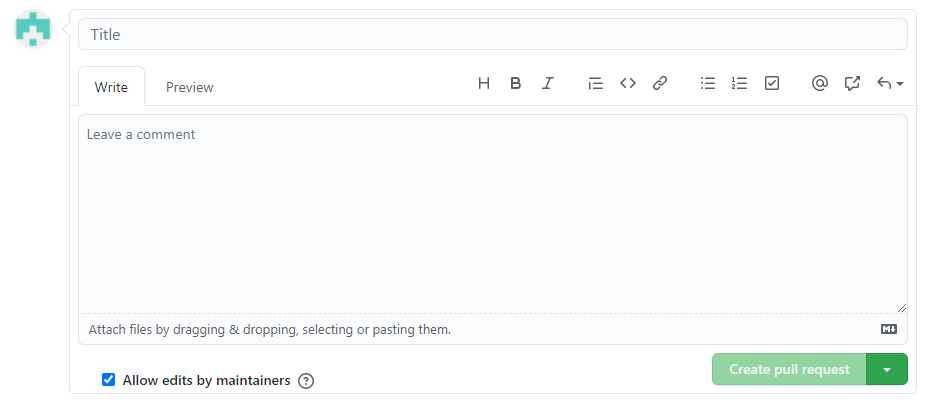 Title
Write Preview H B I @
Leave a comment
Attach files by dragging & dropping, selecting or pasting them.
Allow edits by maintainers ?
Create pull request